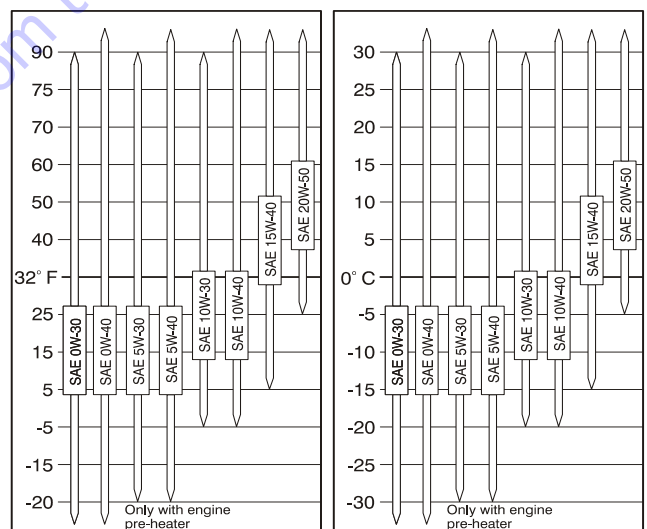 om t
90
75
70
60
50
40
32° F
25
15
5
-5
-15
-20
SAE 0W-30
SAE 0W-40
SAE 5W-30
SAE 5W-40
SAE 10W-30
SAE 10W-40
SAE 15W-40
SAE 20W-50
Only with engine
pre-heater
30
25
20
15
10
5
0° C
-5
-10
-15
-20
-25
-30
SAE 0W-30
SAE 0W-40
SAE 5W-30
SAE 5W-40
SAE 10W-30
SAE 10W-40
SAE 15W-40
SAE 20W-50
Only with engine
pre-heater